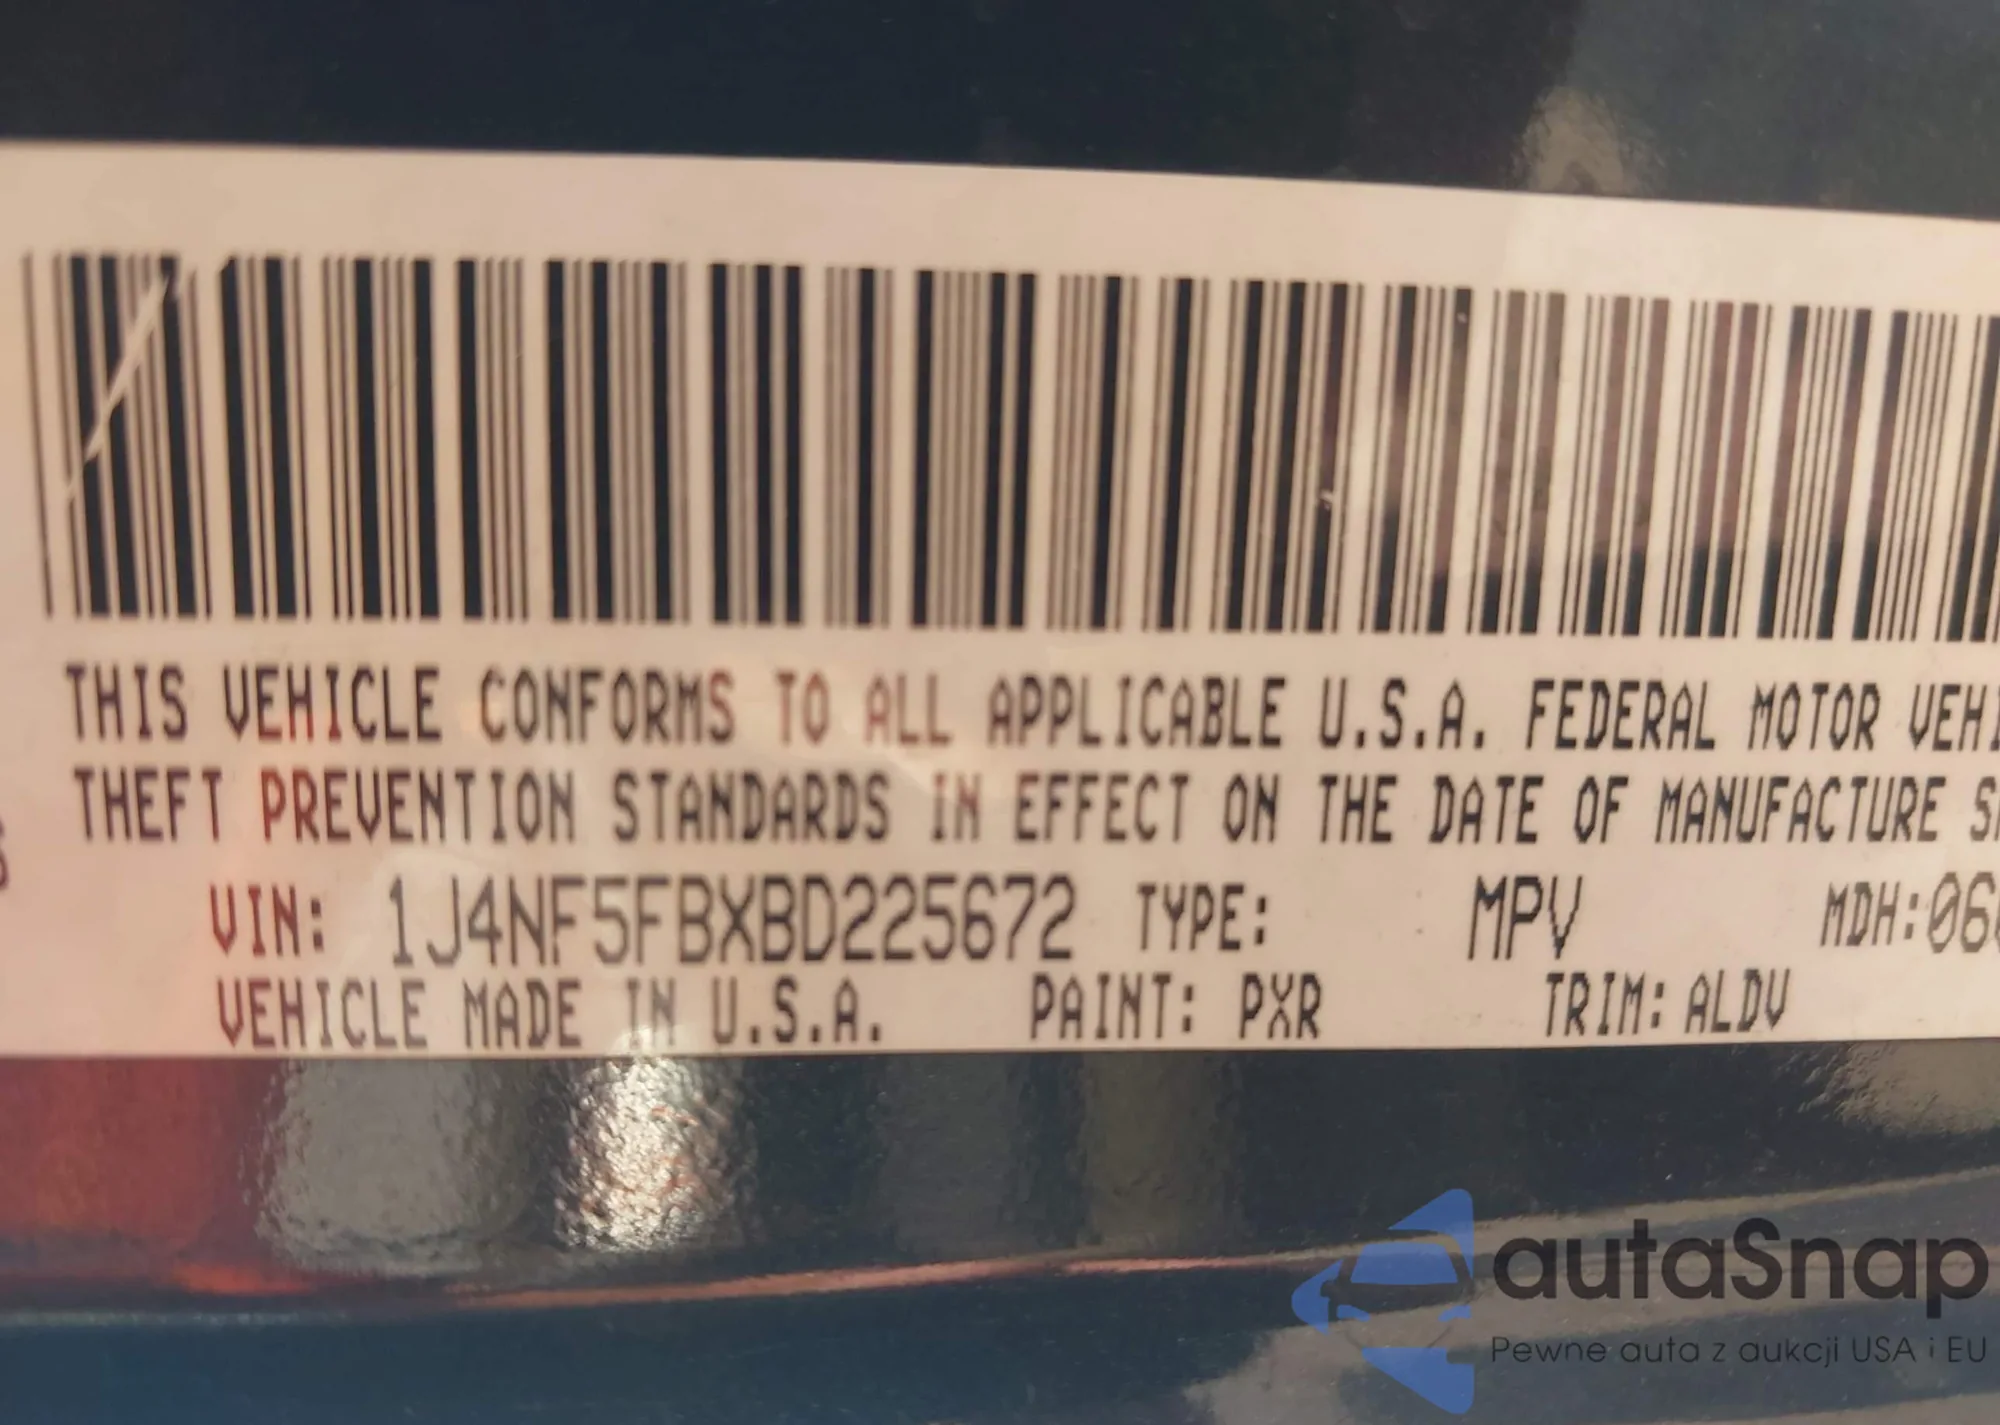 THIS VEHICLE CONFORMS TO ALL APPLICABLE U.S.A. FEDERAL MOTOR VEHI
THEFT PREVENTION STANDARDS IN EFFECT ON THE DATE OF MANUFACTURE S
VIN: 1J4NF5FBXBD225672 TYPE: MPV MDH:06
VEHICLE MADE IN U.S.A. PAINT: PXR TRIM: ALDV
autaSnap
Pewne auta z aukcji USA i EU